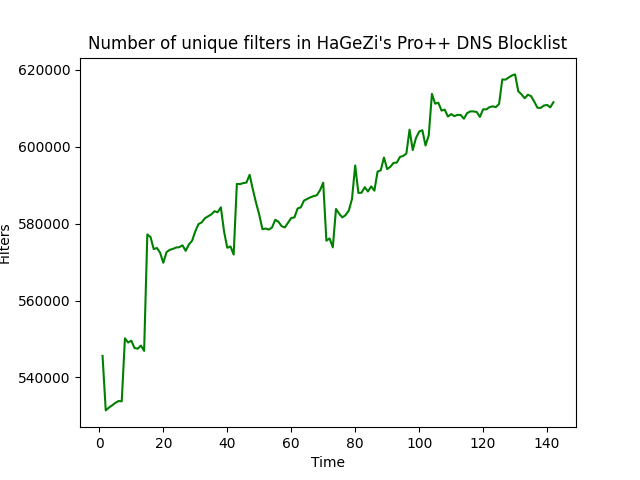 Number of unique filters in HaGeZi's Pro++ DNS Blocklist
620000
600000
580000
560000
540000
Filters
0 20 40 60 80 100 120 140
Time